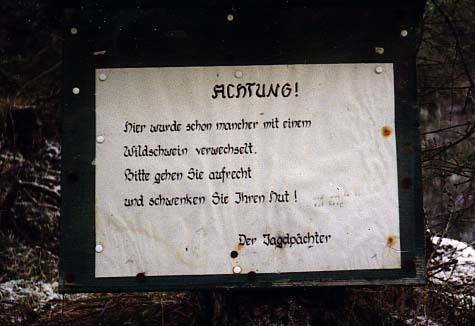 ACHTUNG!
Hier wurde schon mancher mit einem
Wildschwein verwechselt.
Bitte gehen Sie aufrecht
und schwenken Sie Ihren Hut!
Der Jagdpächter